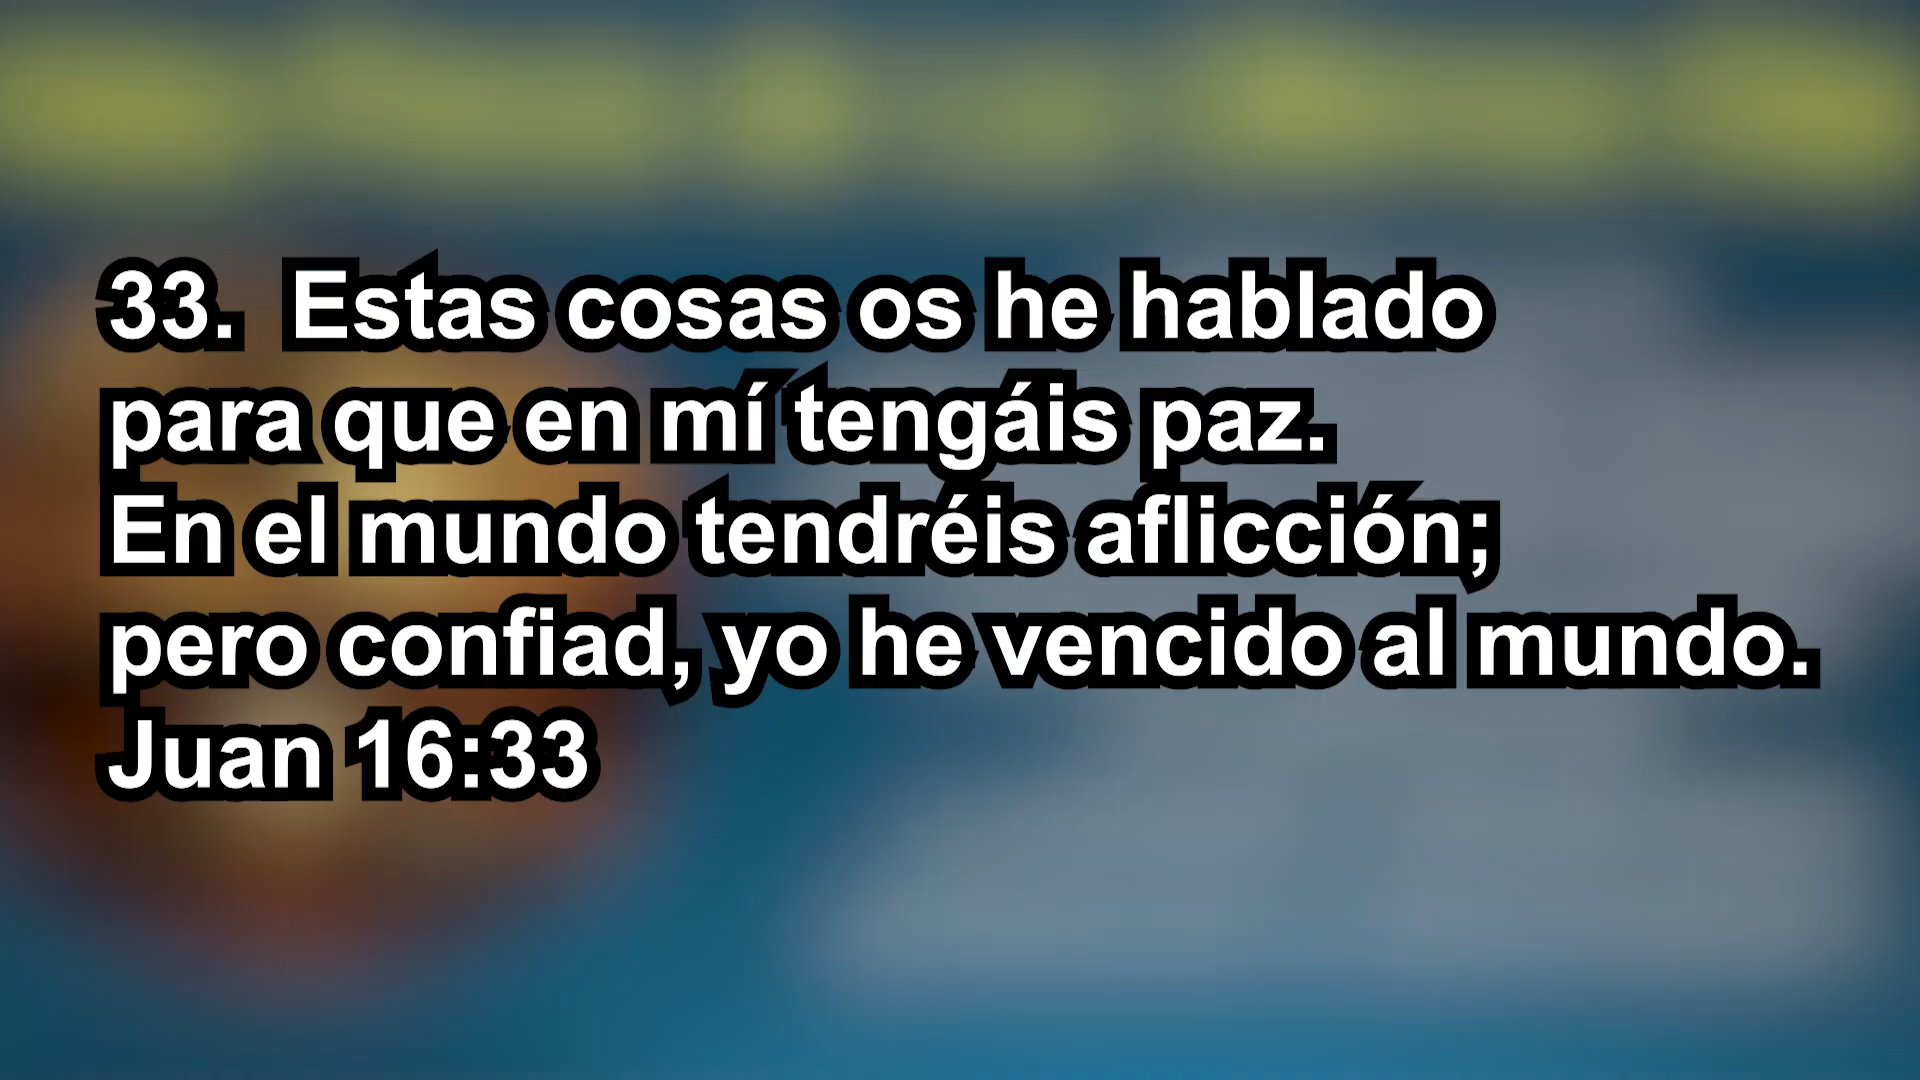 33.  Estas cosas os he hablado
para que en mí tengáis paz.
En el mundo tendréis aflicción;
pero confiad, yo he vencido al mundo.
Juan 16:33